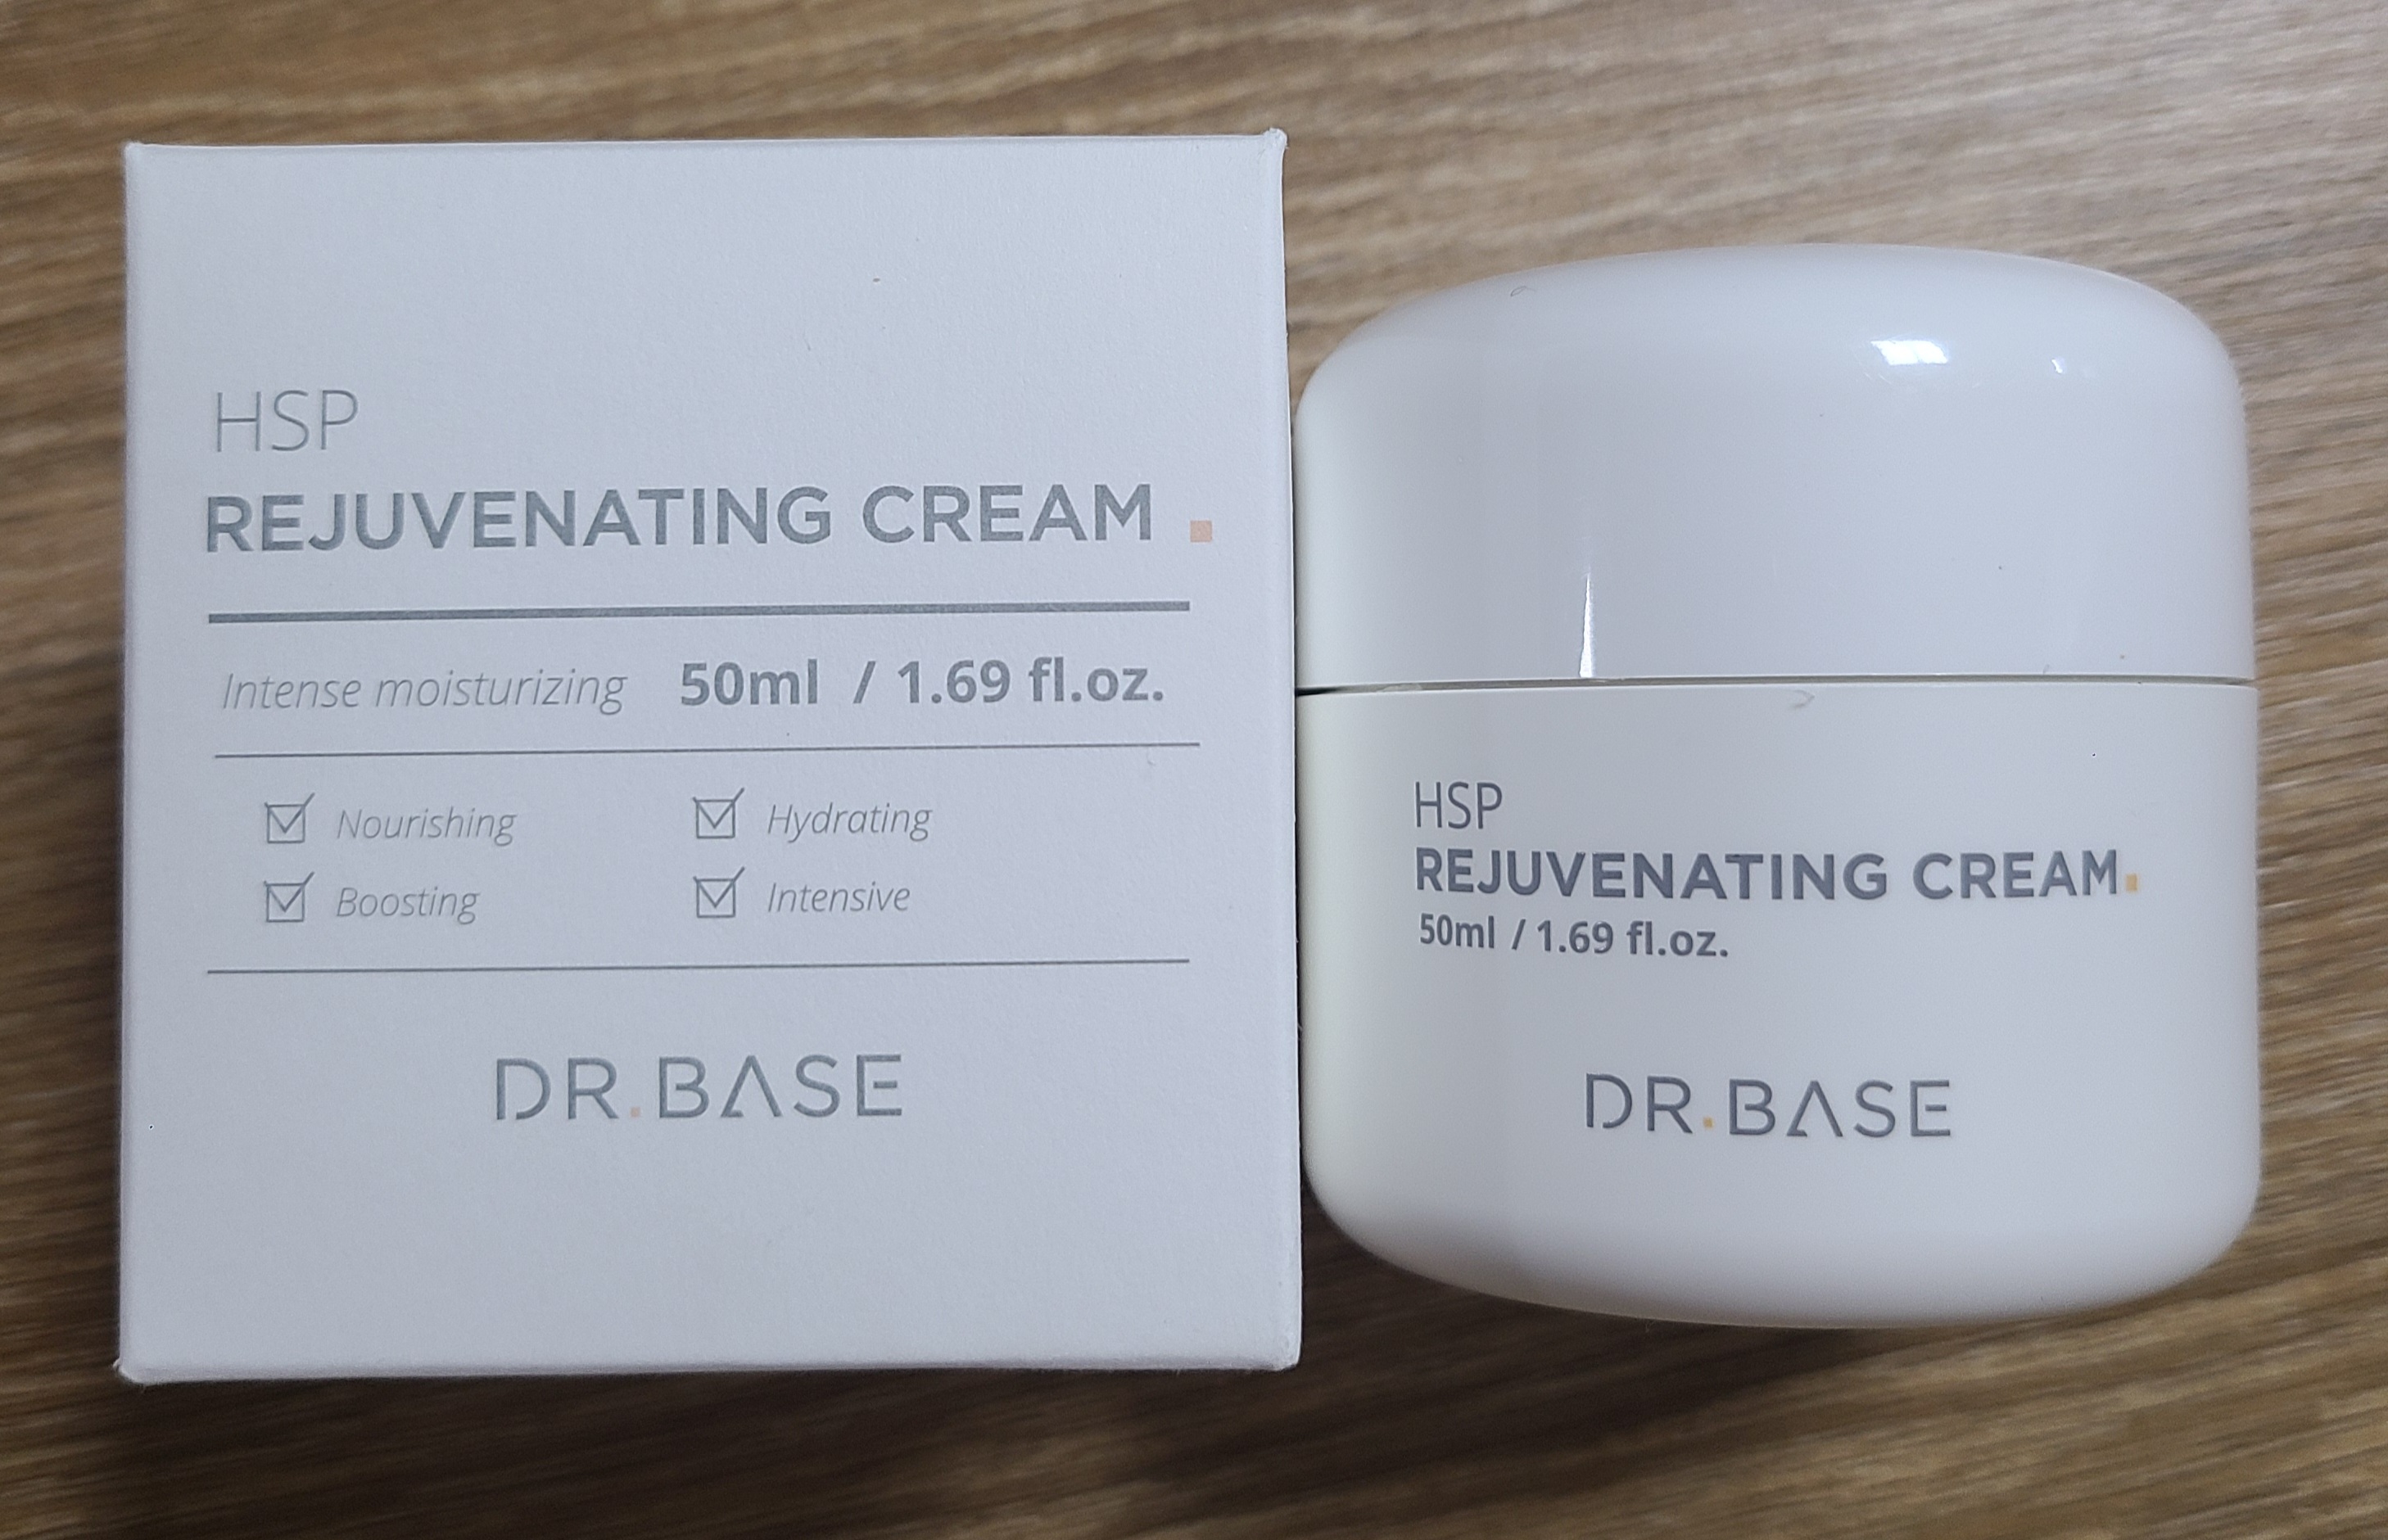 HSP
REJUVENATING CREAM .
Intense moisturizing 50ml / 1.69 fl.oz.
Nourishing Hydrating
Boosting Intensive
DR.BASE
HSP
REJUVENATING CREAM.
50ml / 1.69 fl.oz.
DR.BASE